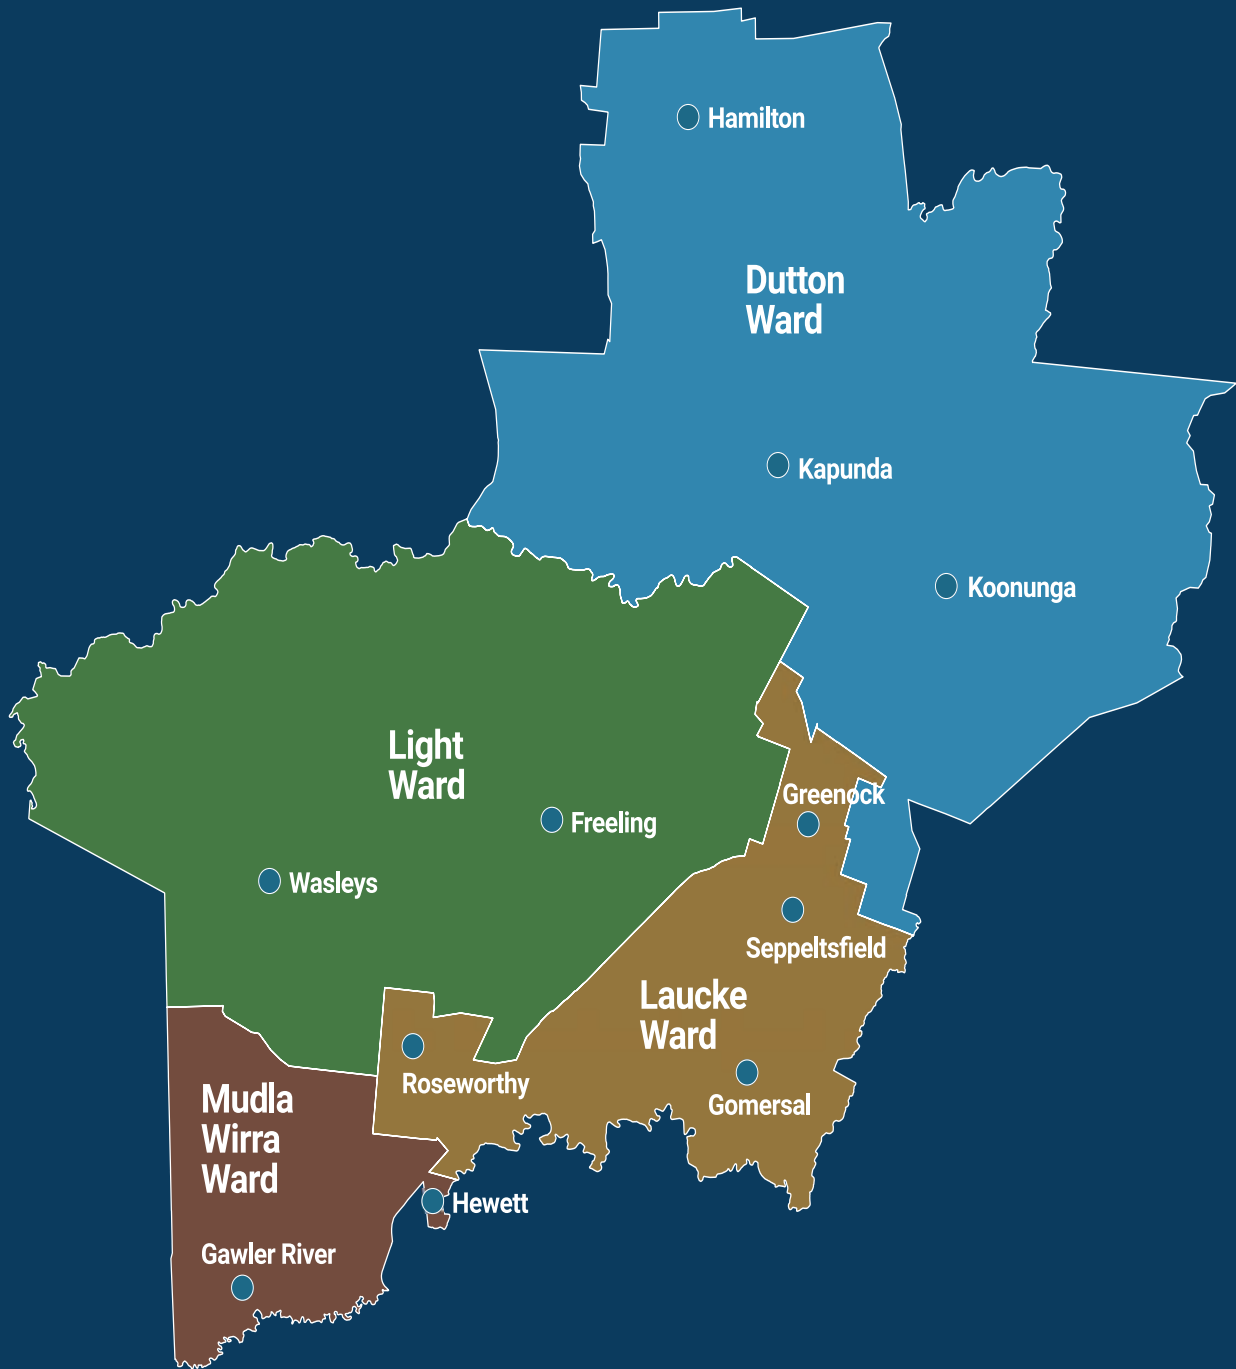 Hamilton
Dutton
Ward
Kapunda
Koonunga
Light
Ward
Greenock
Freeling
Wasleys
Seppeltsfield
Laucke
Ward
Roseworthy
Gomersal
Mudla
Wirra
Ward
Hewett
Gawler River